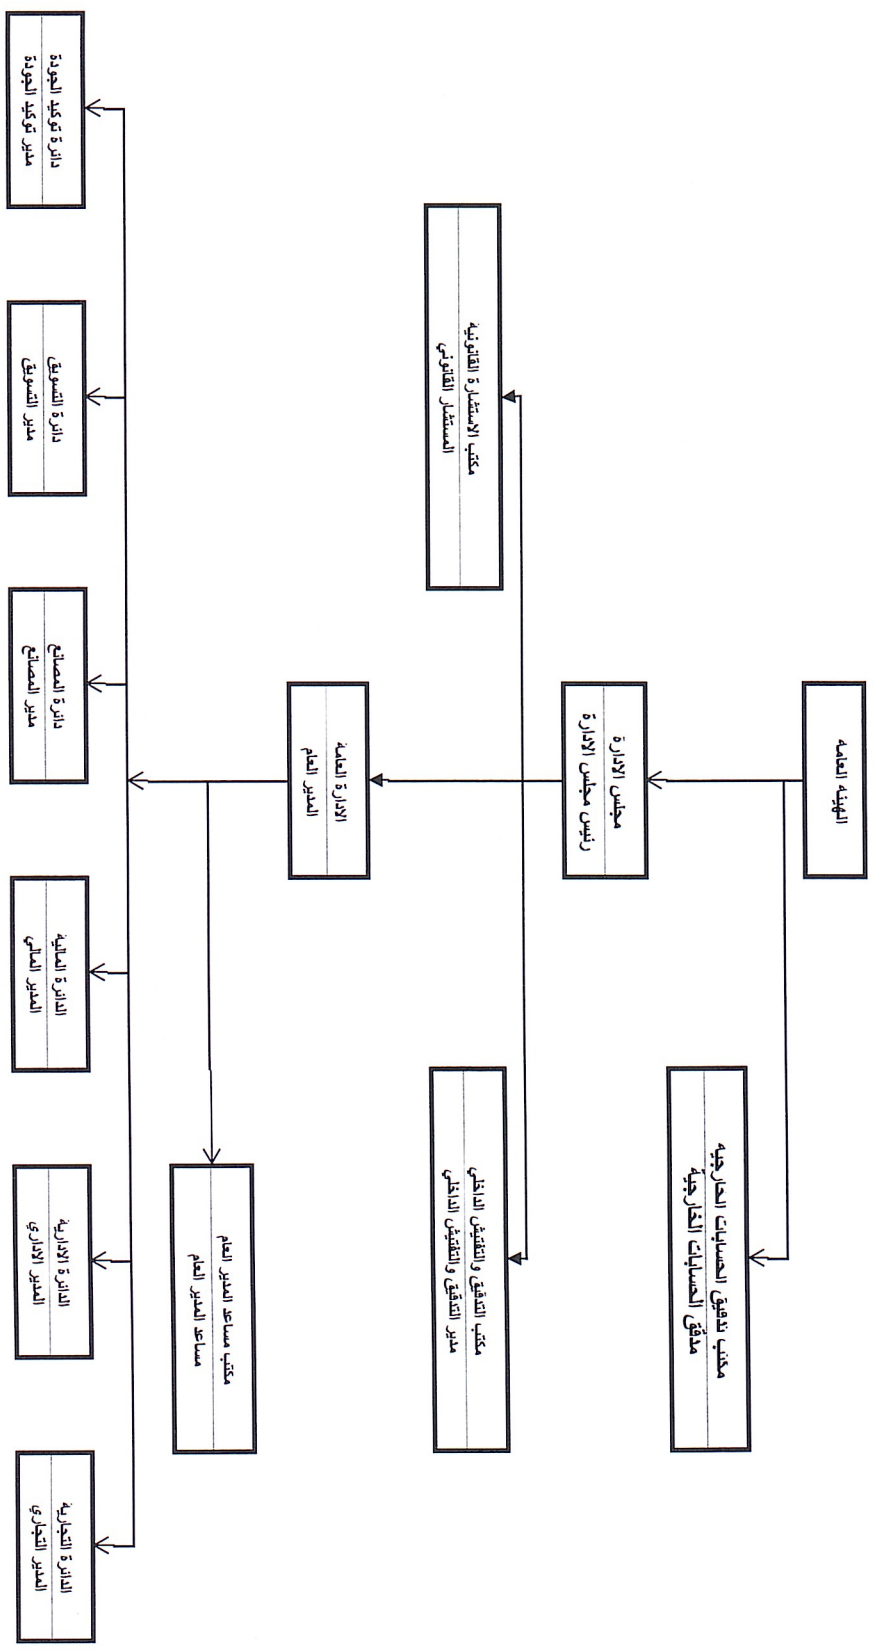 الهيئه العامه
مكتب تدقيق الحسابات الخارجيه
مدقق الحسابات الخارجية
مجلس الادارة
رئيس مجلس الادارة
مكتب الاستشارة القانونية
المستشار القانوني
مكتب التدقيق والتفتيش الداخلي
مدير التدقيق والتفتيش الداخلي
الادارة العامة
المدير العام
مكتب مساعد المدير العام
مساعد المدير العام
الدائرة التجارية
المدير التجاري
الدائرة الادارية
المدير الاداري
الدائرة المالية
المدير المالي
دائرة المصانع
مدير المصانع
دائرة التسويق
مدير التسويق
دائرة توكيد الجودة
مدير توكيد الجودة